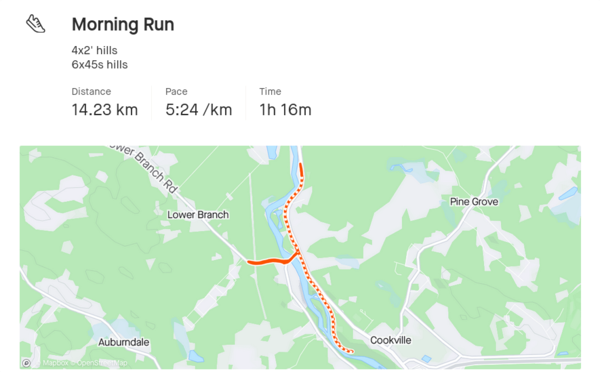 Morning Run
4x2' hills
6x45s hills
Distance Pace Time
14.23 km 5:24 /km 1h 16m
ower Branch Rd
Pine Grove
Lower Branch
Cookville
Auburndale
Mapbox © OpenStreetMap